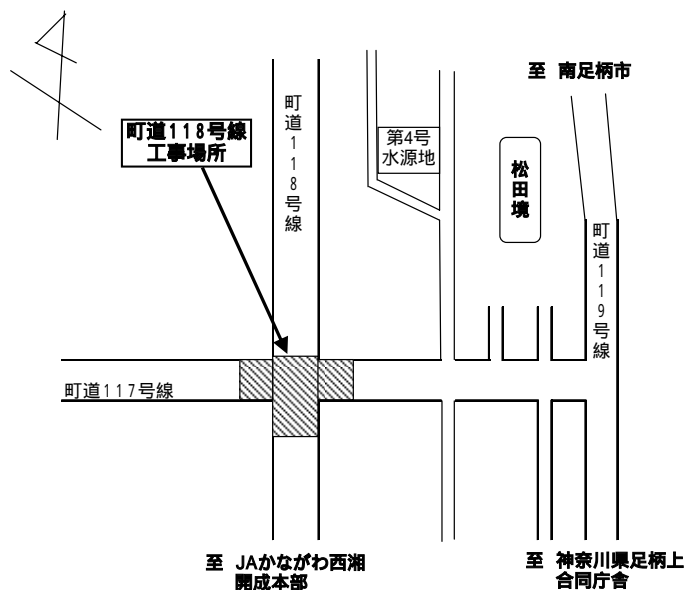 至 南足柄市
町道118号線
工事場所
町道118号線
第4号
水源地
松田境
町道119号線
町道117号線
至 JAかながわ西湘
開成本部
至 神奈川県足柄上
合同庁舎